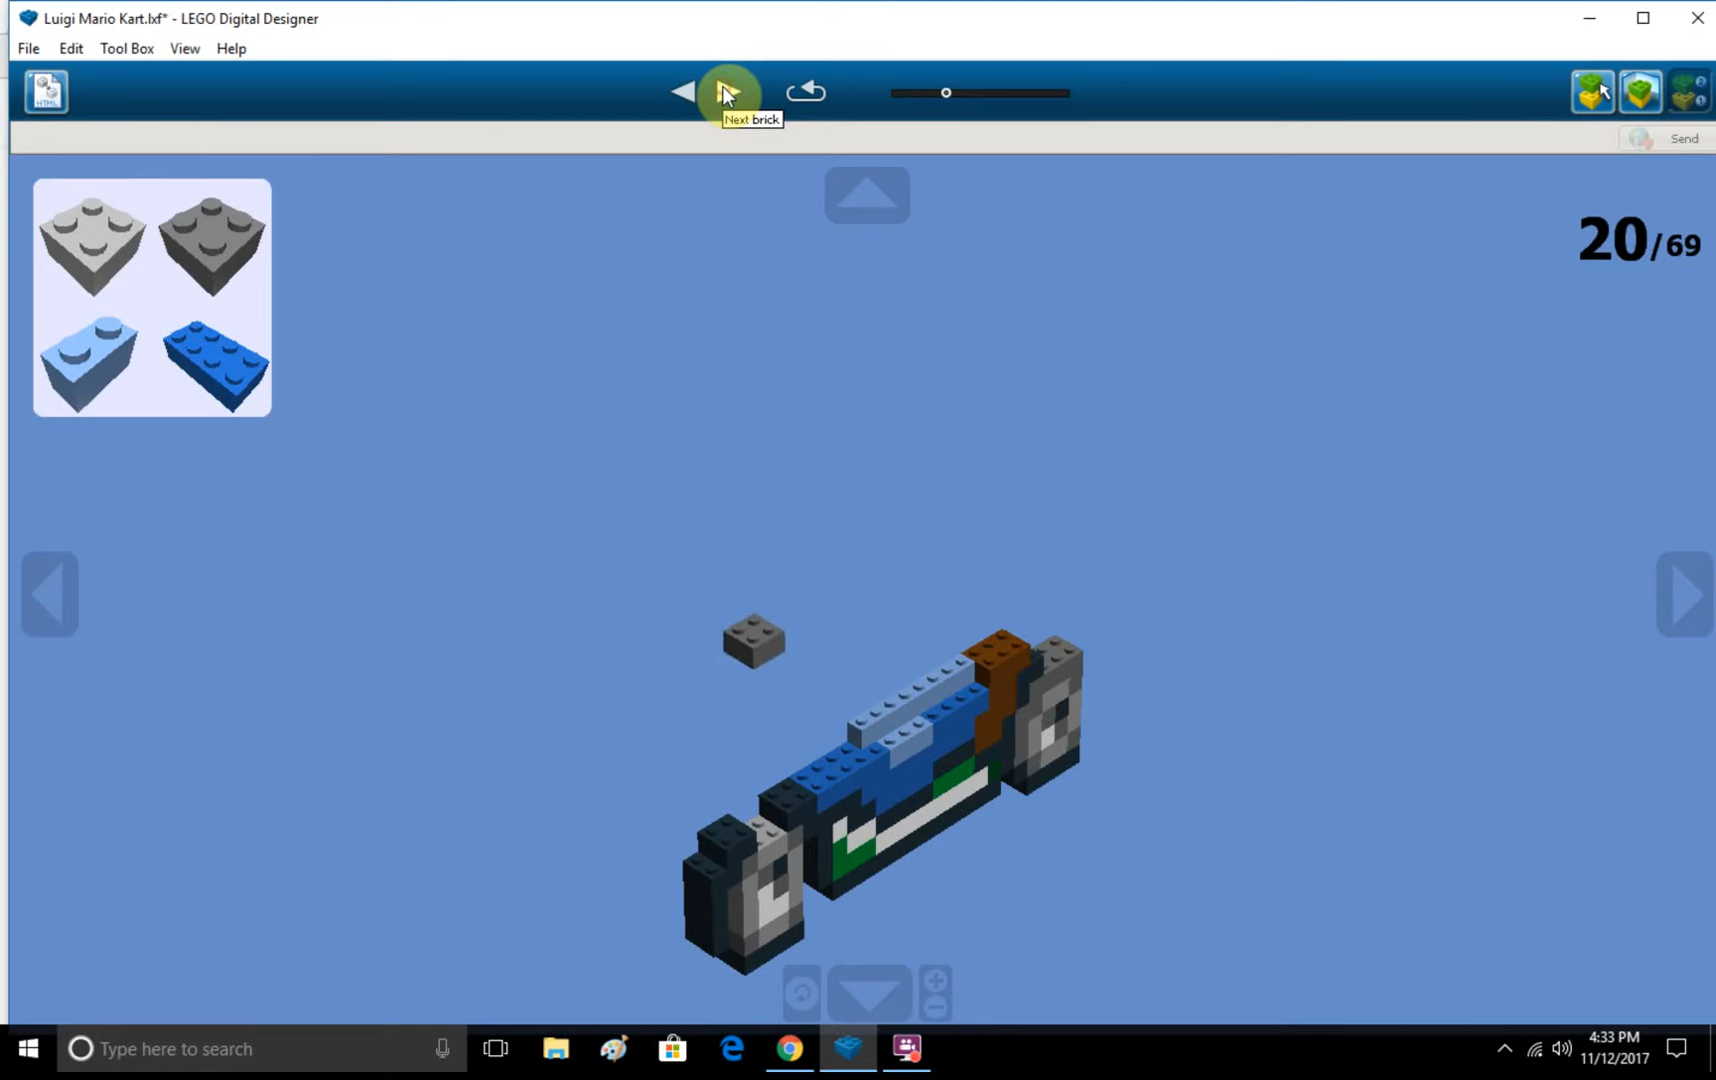 Luigi Mario Kart.lxf* - LEGO Digital Designer
File Edit Tool Box View Help
HTML
Next brick
Send
20/69
Type here to search
4:33 PM
11/12/2017